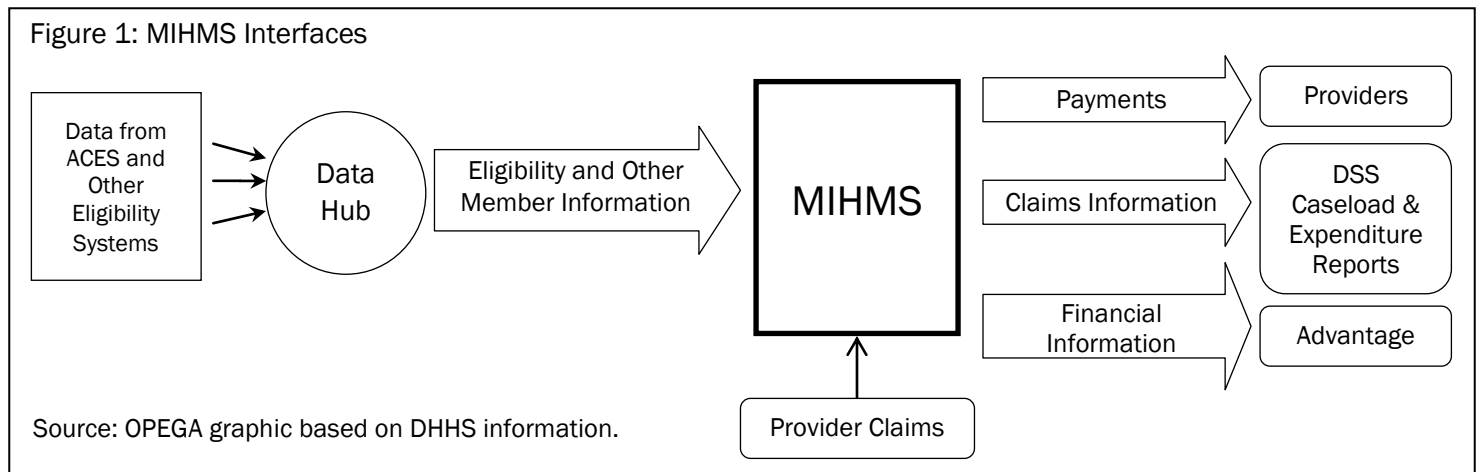 Figure 1: MIHMS Interfaces
Data from
ACES and
Other
Eligibility
Systems
Data
Hub
Eligibility and Other
Member Information
MIHMS
Payments
Providers
Claims Information
DSS
Caseload &
Expenditure
Reports
Financial
Information
Advantage
Provider Claims
Source: OPEGA graphic based on DHHS information.